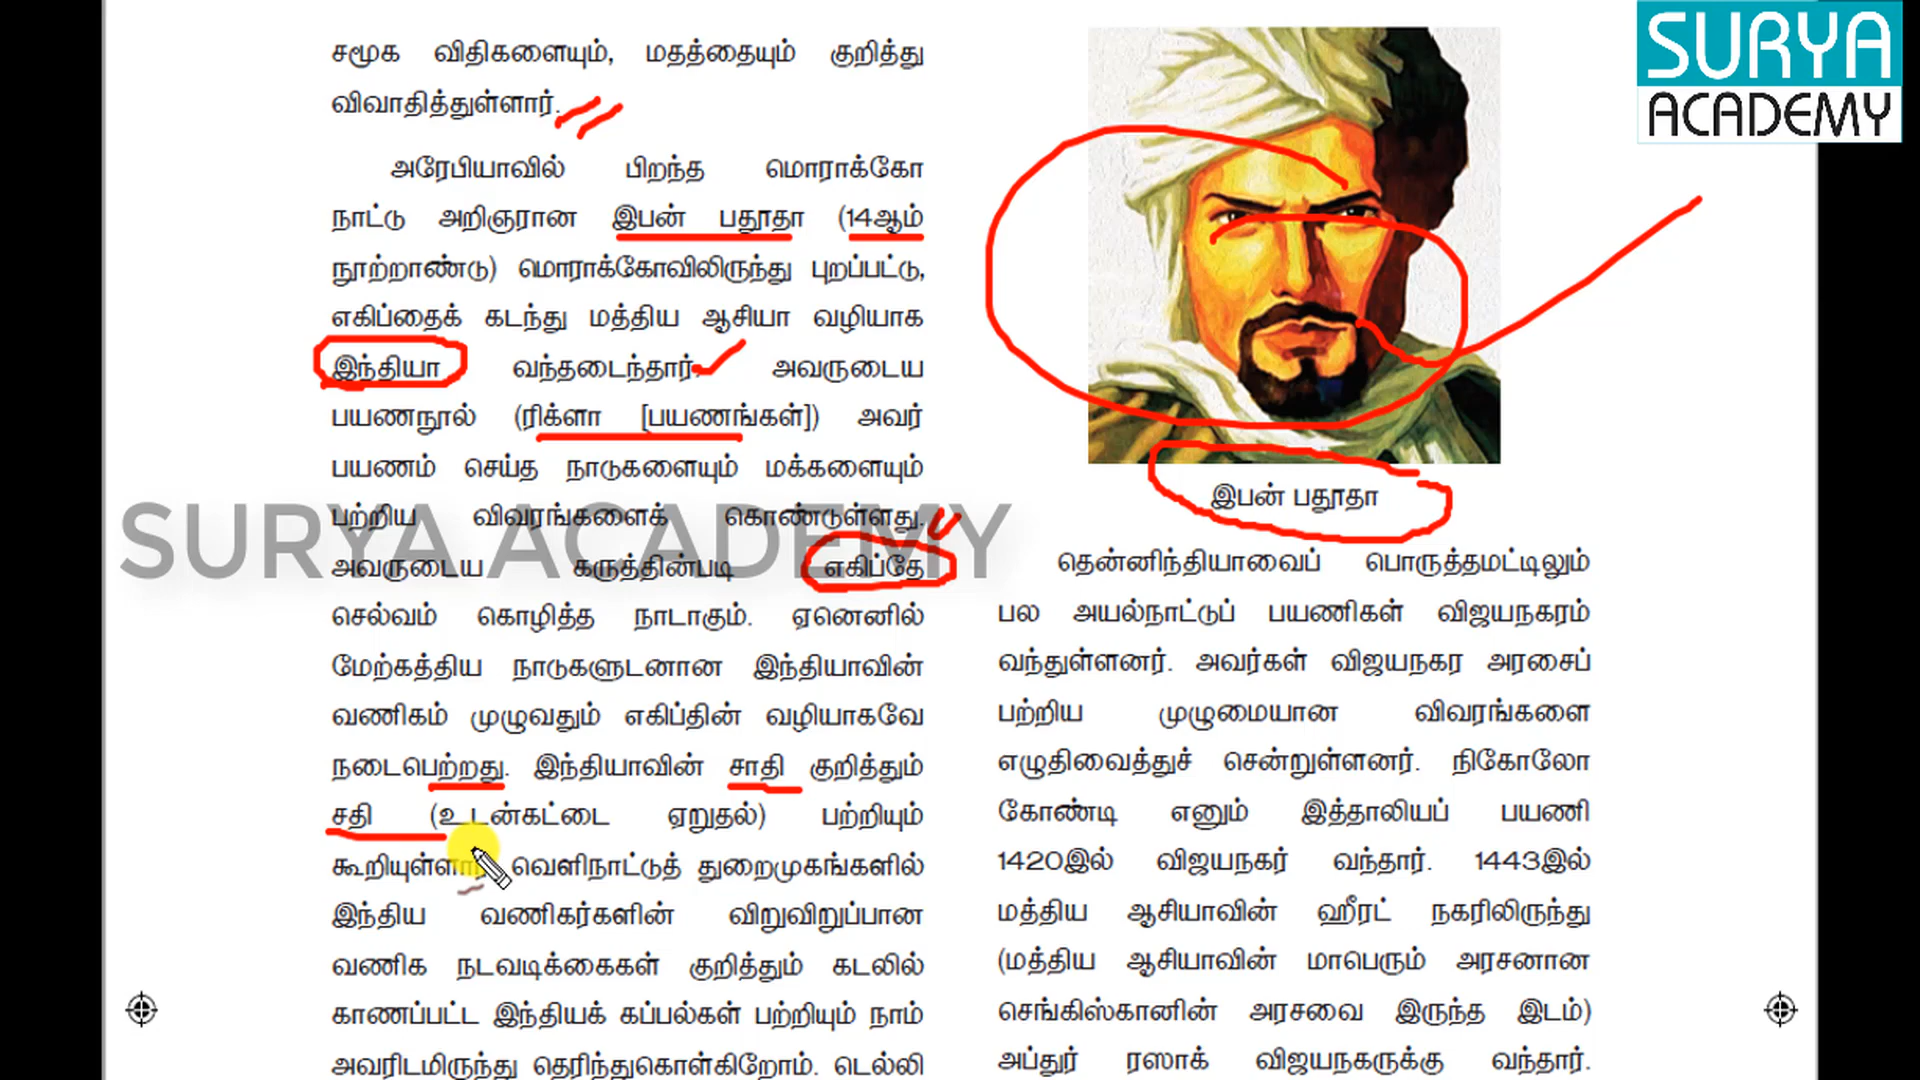 சமூக விதிகளையும், மதத்தையும் குறித்து
விவாதித்துள்ளார்.
அரேபியாவில் பிறந்த மொராக்கோ
நாட்டு அறிஞரான இபன் பதூதா (14ஆம்
நூற்றாண்டு) மொராக்கோவிலிருந்து புறப்பட்டு,
எகிப்தைக் கடந்து மத்திய ஆசியா வழியாக
இந்தியா வந்தடைந்தார். அவருடைய
பயணநூல் (ரிக்ளா [பயணங்கள்]) அவர்
பயணம் செய்த நாடுகளையும் மக்களையும்
பற்றிய விவரங்களைக் கொண்டுள்ளது.
அவருடைய கருத்தின்படி எகிப்தே
செல்வம் கொழித்த நாடாகும். ஏனெனில்
மேற்கத்திய நாடுகளுடனான இந்தியாவின்
வணிகம் முழுவதும் எகிப்தின் வழியாகவே
நடைபெற்றது. இந்தியாவின் சாதி குறித்தும்
சதி (உடன்கட்டை ஏறுதல்) பற்றியும்
கூறியுள்ளார். வெளிநாட்டுத் துறைமுகங்களில்
இந்திய வணிகர்களின் விறுவிறுப்பான
வணிக நடவடிக்கைகள் குறித்தும் கடலில்
காணப்பட்ட இந்தியக் கப்பல்கள் பற்றியும் நாம்
அவரிடமிருந்து தெரிந்துகொள்கிறோம். டெல்லி
இபன் பதூதா
தென்னிந்தியாவைப் பொருத்தமட்டிலும்
பல அயல்நாட்டுப் பயணிகள் விஜயநகரம்
வந்துள்ளனர். அவர்கள் விஜயநகர அரசைப்
பற்றிய முழுமையான விவரங்களை
எழுதிவைத்துச் சென்றுள்ளனர். நிகோலோ
கோண்டி எனும் இத்தாலியப் பயணி
1420இல் விஜயநகர் வந்தார். 1443இல்
மத்திய ஆசியாவின் ஹீரட் நகரிலிருந்து
(மத்திய ஆசியாவின் மாபெரும் அரசனான
செங்கிஸ்கானின் அரசவை இருந்த இடம்)
அப்துர் ரஸாக் விஜயநகருக்கு வந்தார்.
SURYA
ACADEMY
SURYA ACADEMY